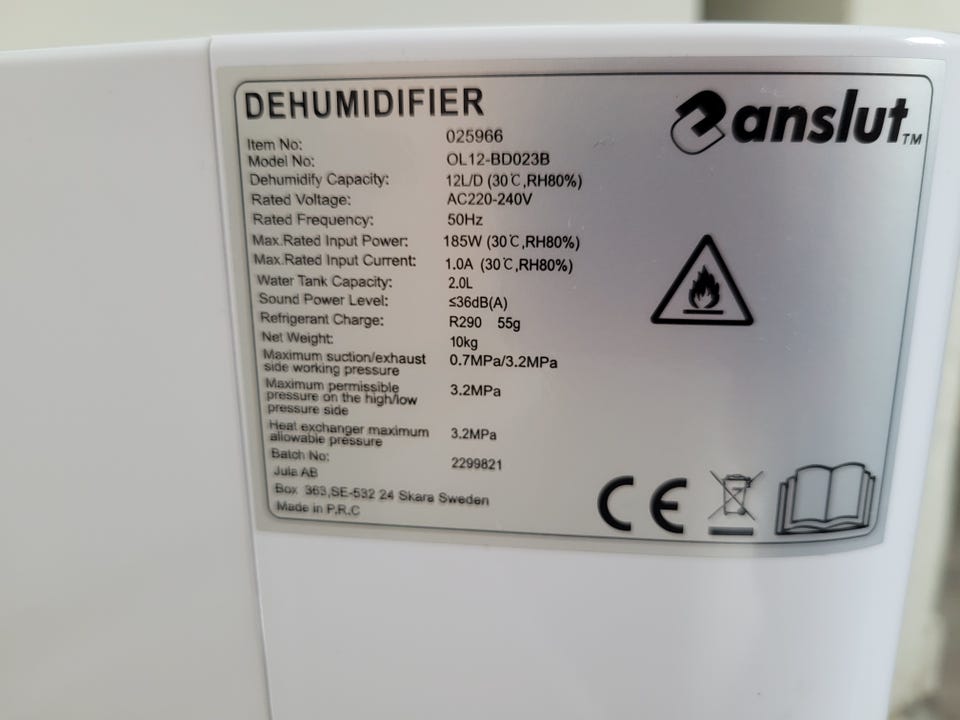 DEHUMIDIFIER
anslut TM
Item No: 025966
Model No: OL12-BD023B
Dehumidify Capacity: 12L/D (30℃,RH80%)
Rated Voltage: AC220-240V
Rated Frequency: 50Hz
Max.Rated Input Power: 185W (30℃,RH80%)
Max.Rated Input Current: 1.0A (30℃,RH80%)
Water Tank Capacity: 2.0L
Sound Power Level: ≤36dB(A)
Refrigerant Charge: R290 55g
Net Weight: 10kg
Maximum suction/exhaust 0.7MPa/3.2MPa
side working pressure
Maximum permissible
pressure on the high/low 3.2MPa
pressure side
Heat exchanger maximum 3.2MPa
allowable pressure
Batch No: 2299821
Jula AB
Box 363,SE-532 24 Skara Sweden
Made in P.R.C
CE